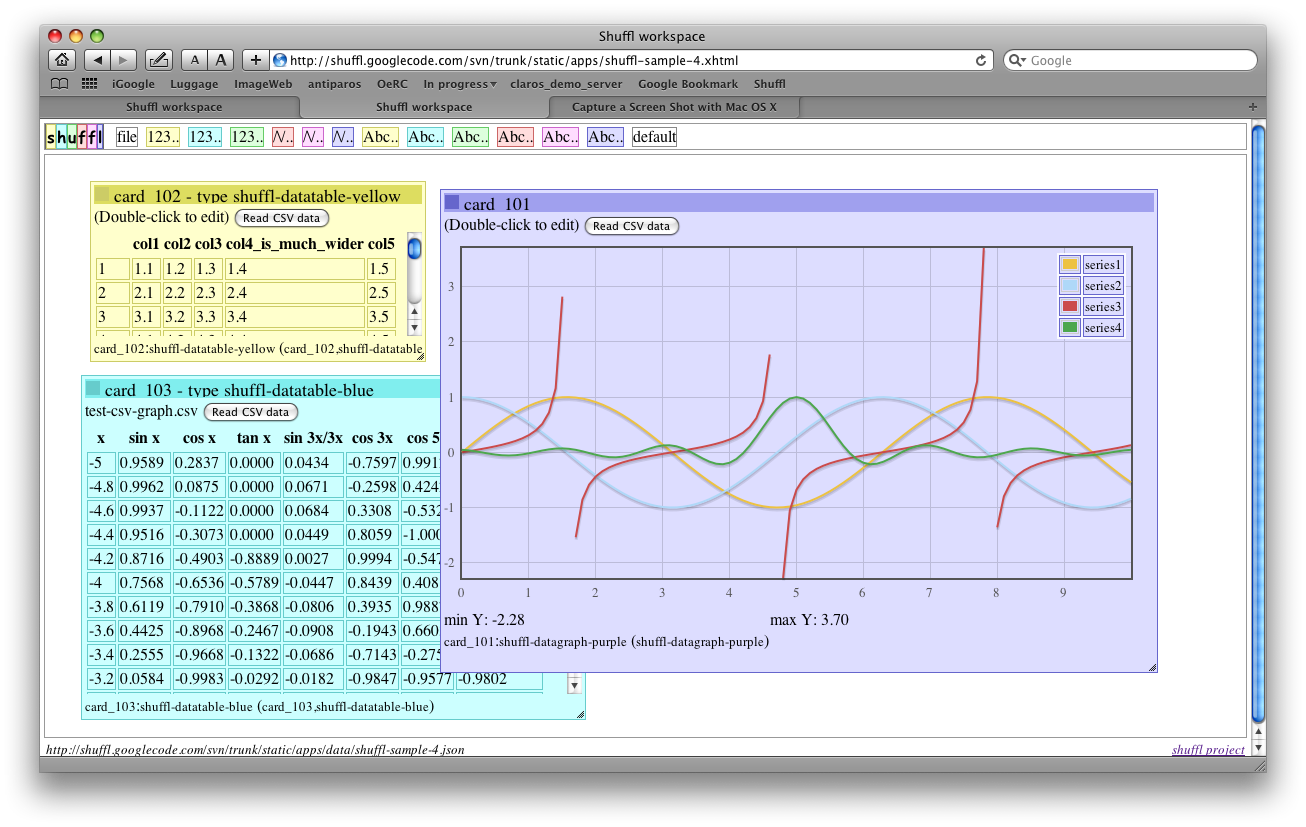 Shuffl workspace
A A + http://shuffl.googlecode.com/svn/trunk/static/apps/shuffl-sample-4.xhtml Google
iGoogle Luggage ImageWeb antiparos OeRC In progress▾ claros_demo_server Google Bookmark Shuffl
Shuffl workspace Shuffl workspace Capture a Screen Shot with Mac OS X +
shuffl file 123.. 123.. 123.. /\/.. /\/.. /\/.. Abc.. Abc.. Abc.. Abc.. Abc.. Abc.. default
card_102 - type shuffl-datatable-yellow
(Double-click to edit) Read CSV data
col1 col2 col3 col4_is_much_wider col5
1 1.1 1.2 1.3 1.4 1.5
2 2.1 2.2 2.3 2.4 2.5
3 3.1 3.2 3.3 3.4 3.5
card_102:shuffl-datatable-yellow (card_102,shuffl-datatable
card_103 - type shuffl-datatable-blue
test-csv-graph.csv Read CSV data
x sin x cos x tan x sin 3x/3x cos 3x cos 5
-5 0.9589 0.2837 0.0000 0.0434 -0.7597 0.991
-4.8 0.9962 0.0875 0.0000 0.0671 -0.2598 0.424
-4.6 0.9937 -0.1122 0.0000 0.0684 0.3308 -0.532
-4.4 0.9516 -0.3073 0.0000 0.0449 0.8059 -1.000
-4.2 0.8716 -0.4903 -0.8889 0.0027 0.9994 -0.547
-4 0.7568 -0.6536 -0.5789 -0.0447 0.8439 0.408
-3.8 0.6119 -0.7910 -0.3868 -0.0806 0.3935 0.988
-3.6 0.4425 -0.8968 -0.2467 -0.0908 -0.1943 0.660
-3.4 0.2555 -0.9668 -0.1322 -0.0686 -0.7143 -0.275
-3.2 0.0584 -0.9983 -0.0292 -0.0182 -0.9847 -0.9577 -0.9802
card_103:shuffl-datatable-blue (card_103,shuffl-datatable-blue)
card_101
(Double-click to edit) Read CSV data
series1
series2
series3
series4
3
2
1
0
-1
-2
0 1 2 3 4 5 6 7 8 9
min Y: -2.28 max Y: 3.70
card_101:shuffl-datagraph-purple (shuffl-datagraph-purple)
http://shuffl.googlecode.com/svn/trunk/static/apps/data/shuffl-sample-4.json shuffl project